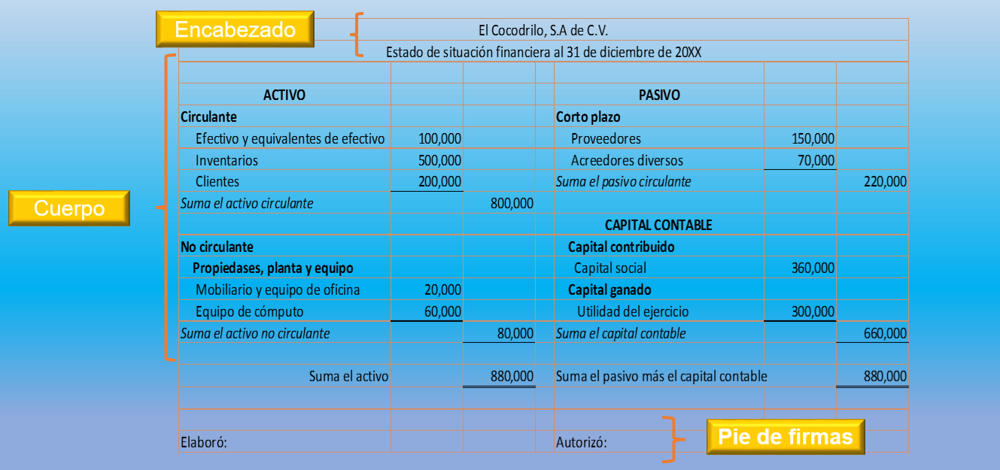 Encabezado
El Cocodrilo, S.A de C.V.
Estado de situación financiera al 31 de diciembre de 20XX
ACTIVO PASIVO
Circulante Corto plazo
Efectivo y equivalentes de efectivo 100,000 Proveedores 150,000
Inventarios 500,000 Acreedores diversos 70,000
Clientes 200,000 Suma el pasivo circulante 220,000
Cuerpo
Suma el activo circulante 800,000
CAPITAL CONTABLE
No circulante Capital contribuido
Propiedases, planta y equipo Capital social 360,000
Mobiliario y equipo de oficina 20,000 Capital ganado
Equipo de cómputo 60,000 Utilidad del ejercicio 300,000
Suma el activo no circulante 80,000 Suma el capital contable 660,000
Suma el activo 880,000 Suma el pasivo más el capital contable 880,000
Elaboró: Autorizó:
Pie de firmas